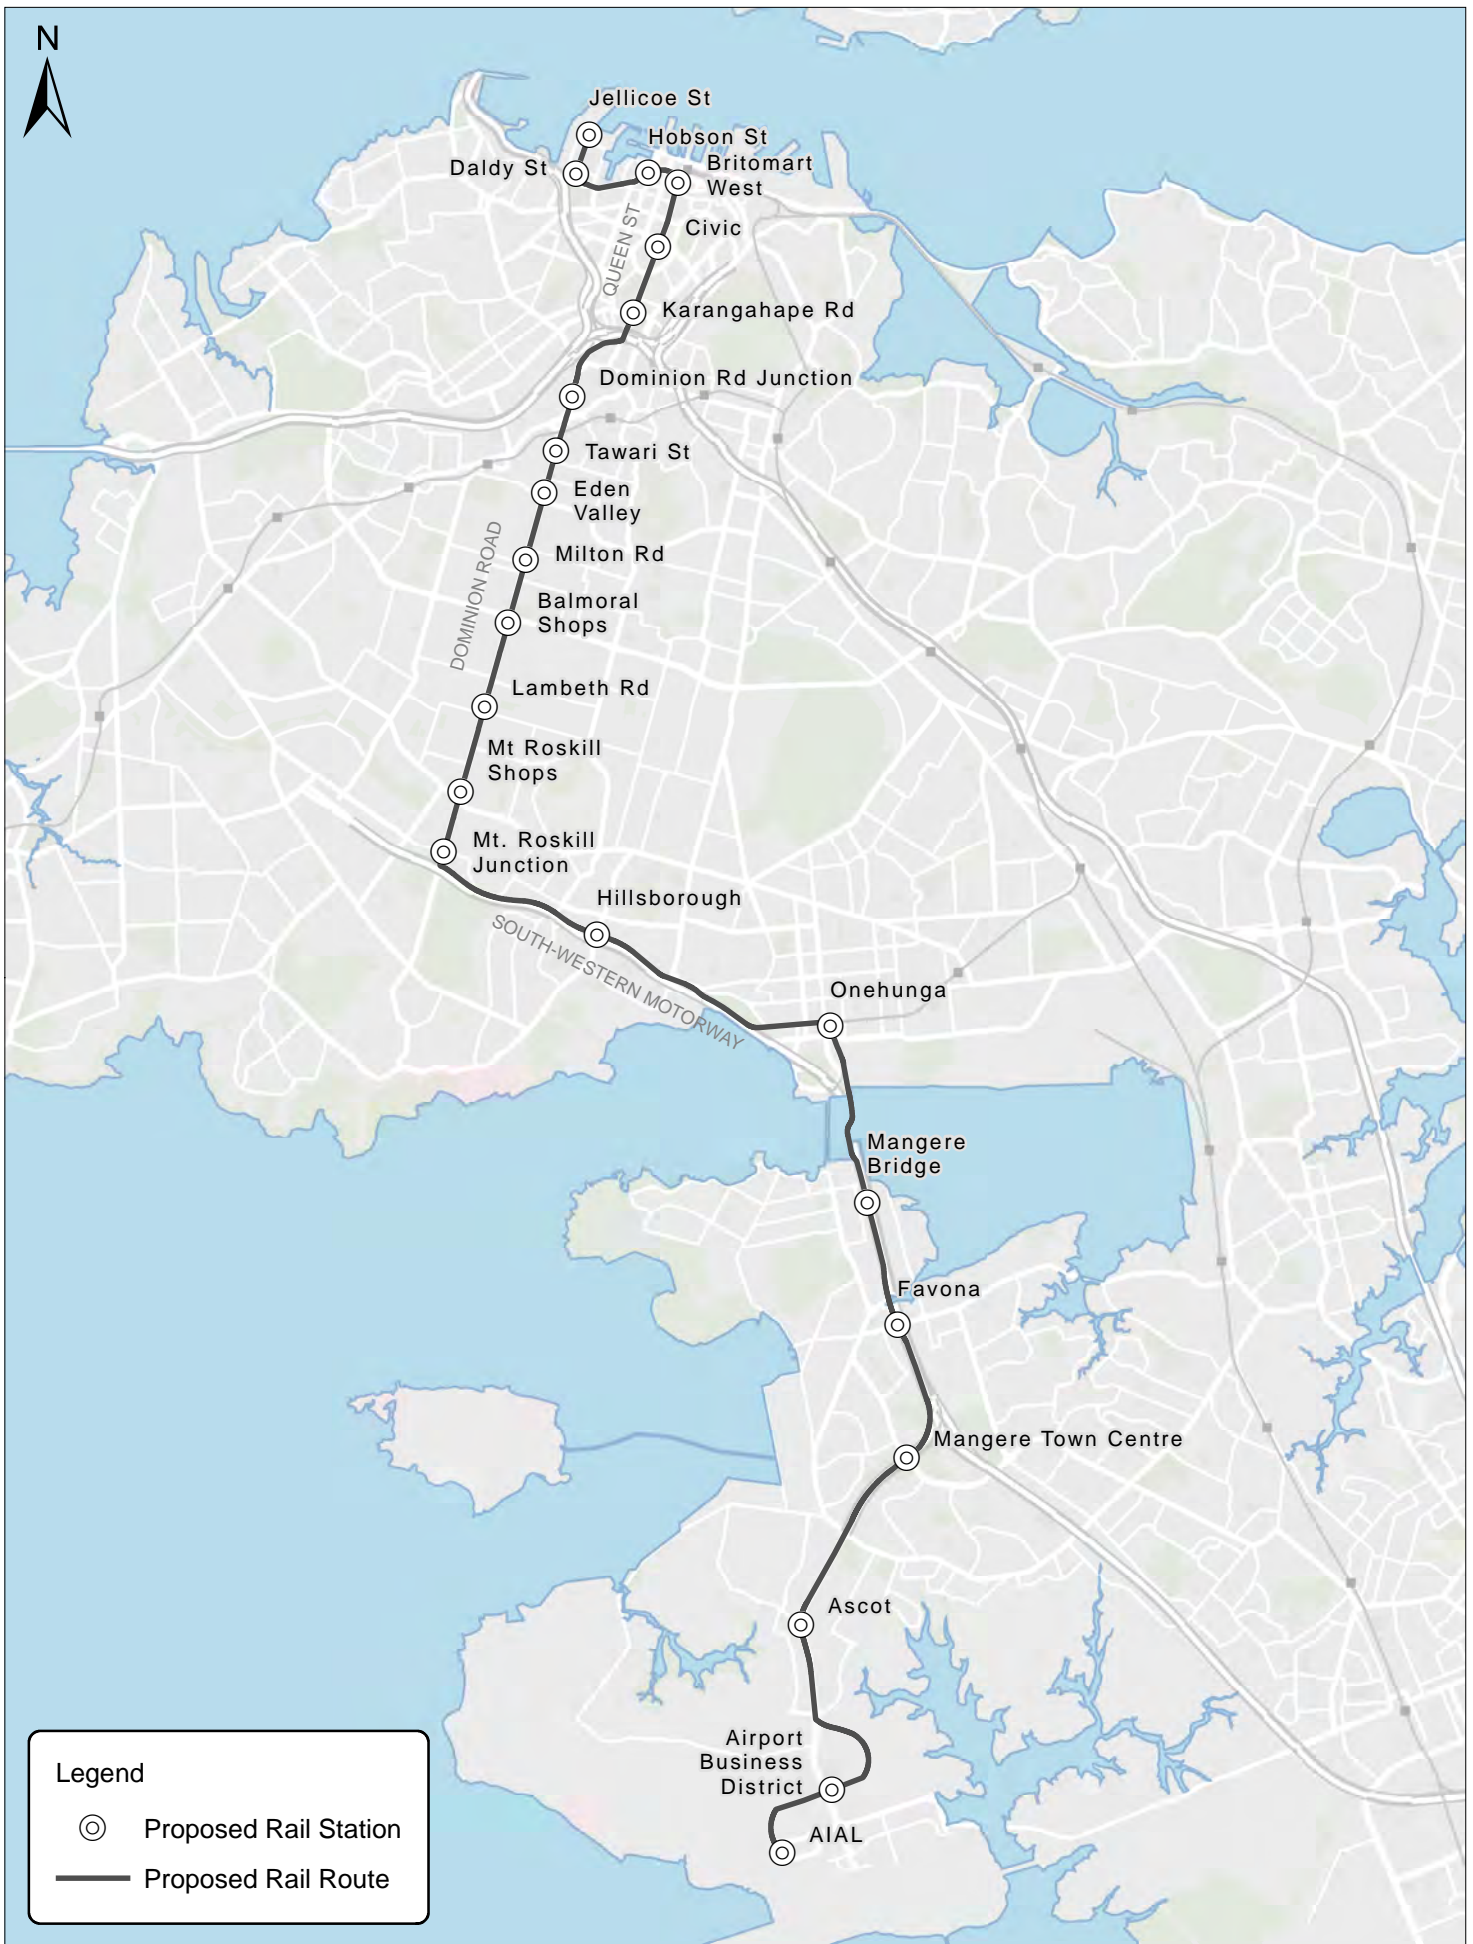 N
Jellicoe St
Hobson St
Daldy St
Britomart
West
Civic
QUEEN ST
Karangahape Rd
Dominion Rd Junction
Tawari St
Eden
Valley
DOMINION ROAD
Milton Rd
Balmoral
Shops
Lambeth Rd
Mt Roskill
Shops
Mt. Roskill
Junction
Hillsborough
SOUTH-WESTERN MOTORWAY
Onehunga
Mangere
Bridge
Favona
Mangere Town Centre
Ascot
Airport
Business
District
AIAL
Legend
Proposed Rail Station
Proposed Rail Route